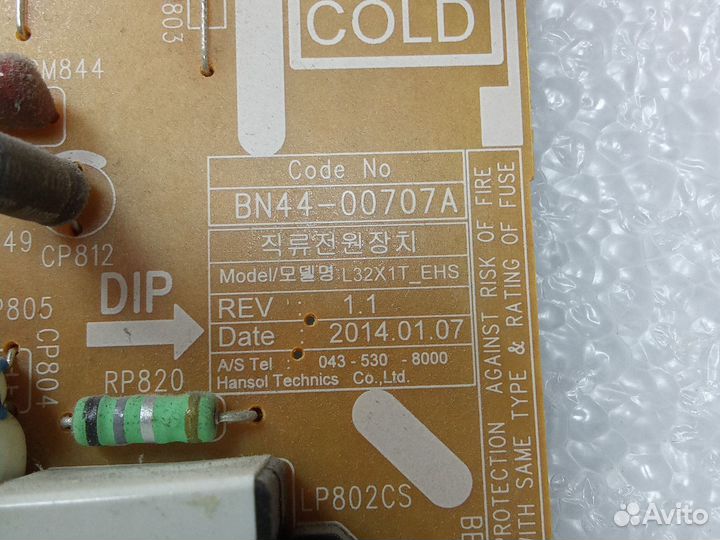 COLD
803
M844
Code No
BN44-00707A
직류전원장치
Model/모델명:L32X1T_EHS
REV : 1.1
Date : 2014.01.07
A/S Tel : 043-530-8000
Hansol Technics Co.,Ltd.
49
CP812
DIP
P805
CP804
RP820
LP802CS
PROTECTION AGAINST RISK OF FIRE
WITH SAME TYPE & RATING OF FUSE
Avito